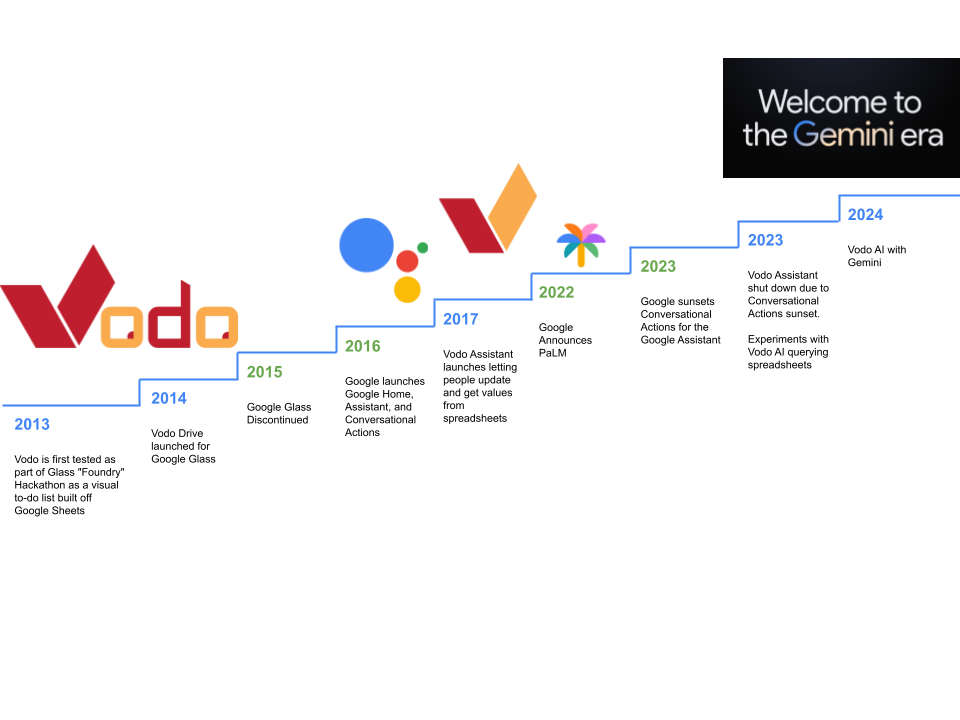 Welcome to
the Gemini era
Vodo
2013
Vodo is first tested as
part of Glass "Foundry"
Hackathon as a visual
to-do list built off
Google Sheets
2014
Vodo Drive
launched for
Google Glass
2015
Google Glass
Discontinued
2016
Google launches
Google Home,
Assistant, and
Conversational
Actions
2017
Vodo Assistant
launches letting
people update
and get values
from
spreadsheets
2022
Google
Announces
PaLM
2023
Google sunsets
Conversational
Actions for the
Google Assistant
2023
Vodo Assistant
shut down due to
Conversational
Actions sunset.
Experiments with
Vodo AI querying
spreadsheets
2024
Vodo AI with
Gemini